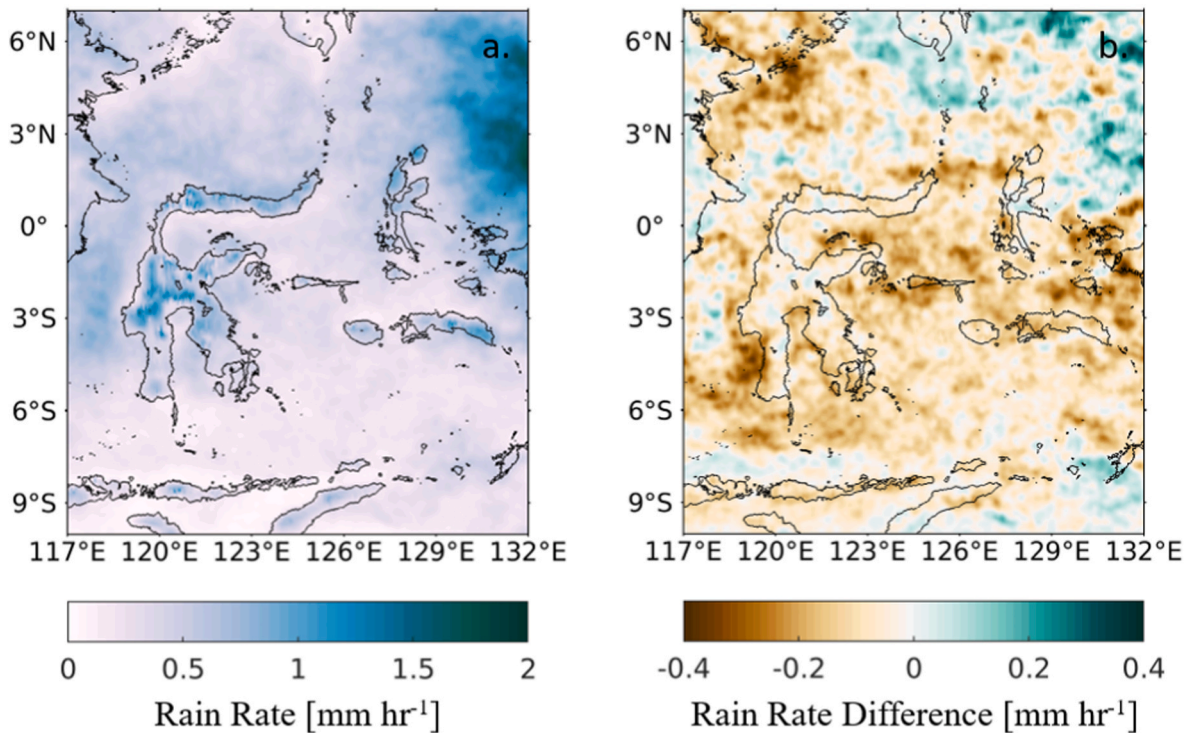 a.
6°N
3°N
0°
3°S
6°S
9°S
117°E 120°E 123°E 126°E 129°E 132°E
0 0.5 1 1.5 2
Rain Rate [mm hr-1]
b.
6°N
3°N
0°
3°S
6°S
9°S
117°E 120°E 123°E 126°E 129°E 132°E
-0.4 -0.2 0 0.2 0.4
Rain Rate Difference [mm hr-1]